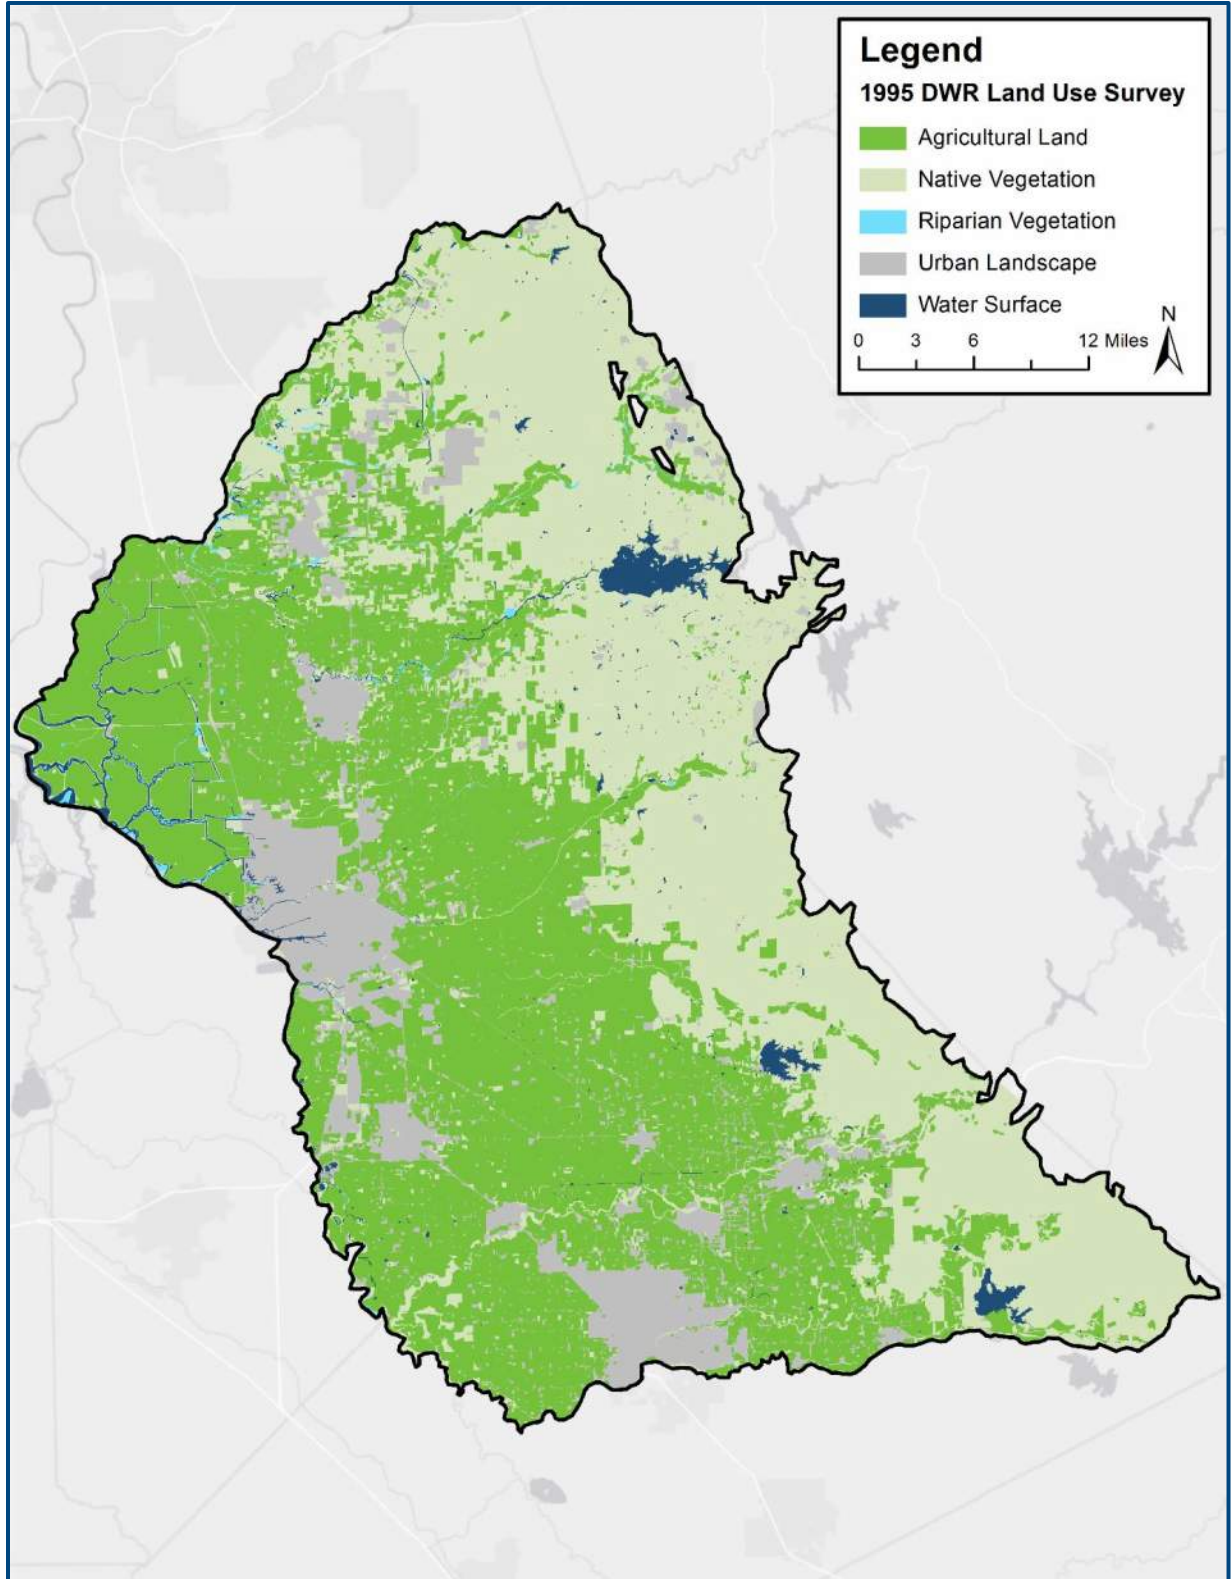 Legend
1995 DWR Land Use Survey
Agricultural Land
Native Vegetation
Riparian Vegetation
Urban Landscape
Water Surface
N
0 3 6 12 Miles